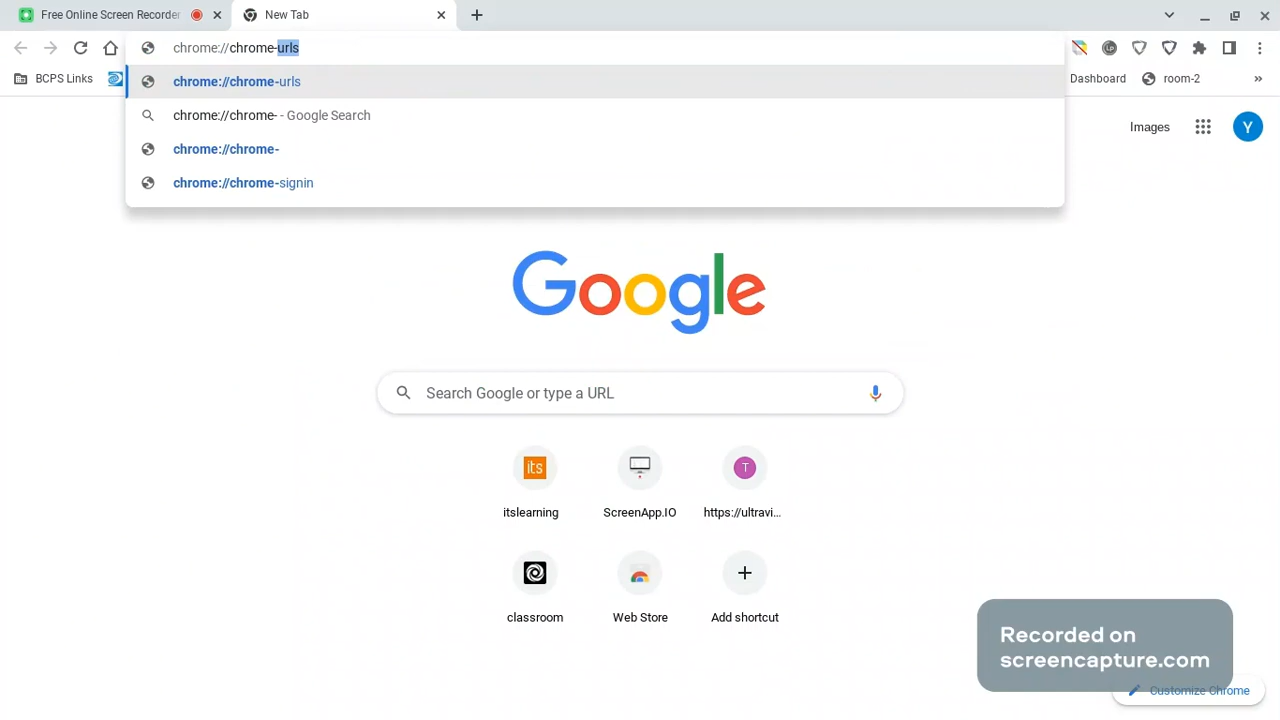 Free Online Screen Recorder
New Tab
chrome://chrome-urls
BCPS Links
Dashboard
room-2
»
chrome://chrome-urls
chrome://chrome- - Google Search
chrome://chrome-
chrome://chrome-signin
Images
Y
Google
Search Google or type a URL
its
T
itslearning
ScreenApp.IO
https://ultravi...
classroom
Web Store
Add shortcut
Recorded on
screencapture.com
Customize Chrome